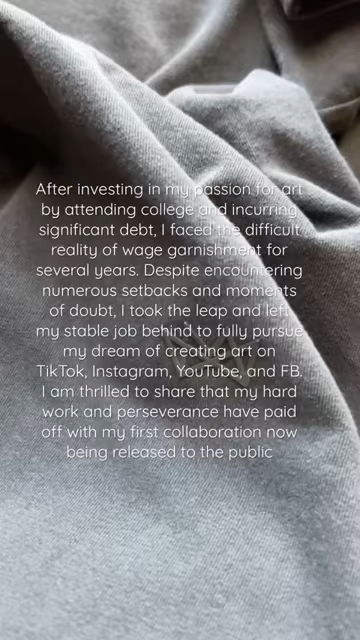 After investing in my passion for art
by attending college and incurring
significant debt, I faced the difficult
reality of wage garnishment for
several years. Despite encountering
numerous setbacks and moments
of doubt, I took the leap and left
my stable job behind to fully pursue
my dream of creating art on
TikTok, Instagram, YouTube, and FB.
I am thrilled to share that my hard
work and perseverance have paid
off with my first collaboration now
being released to the public